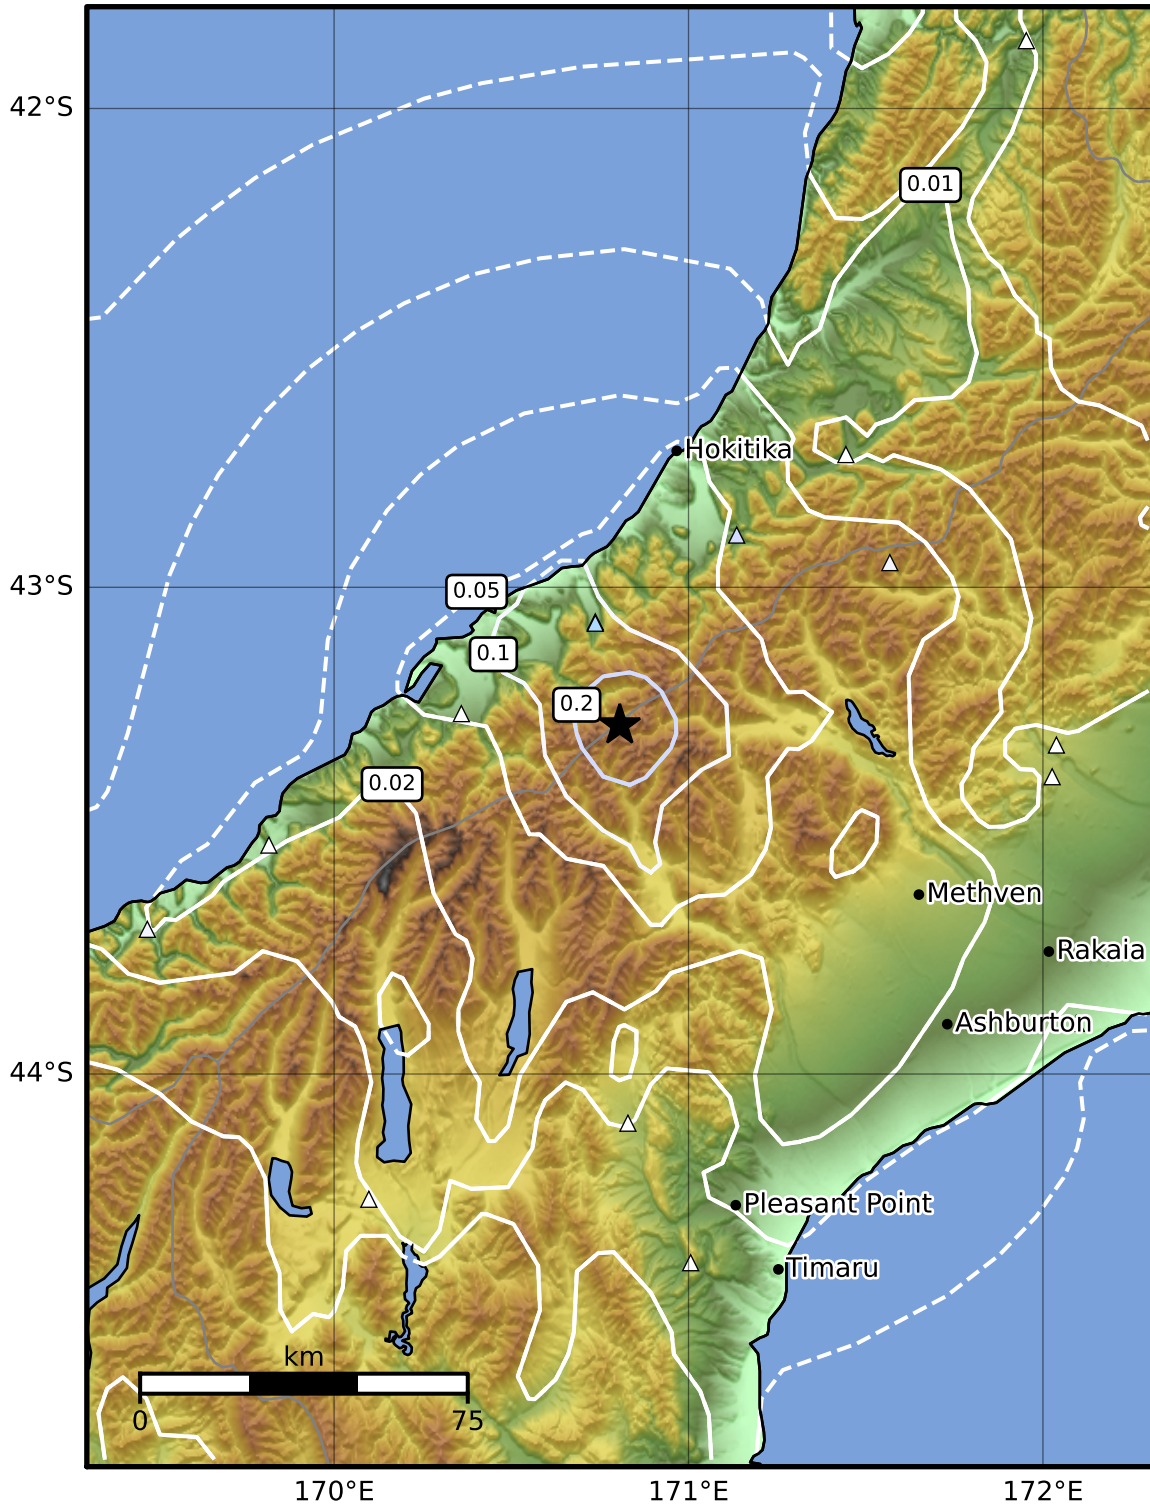 42°S
0.01
Hokitika
43°S
0.05
0.1
0.2
0.02
Methven
Rakaia
Ashburton
44°S
Pleasant Point
Timaru
km
0
75
170°E
171°E
172°E